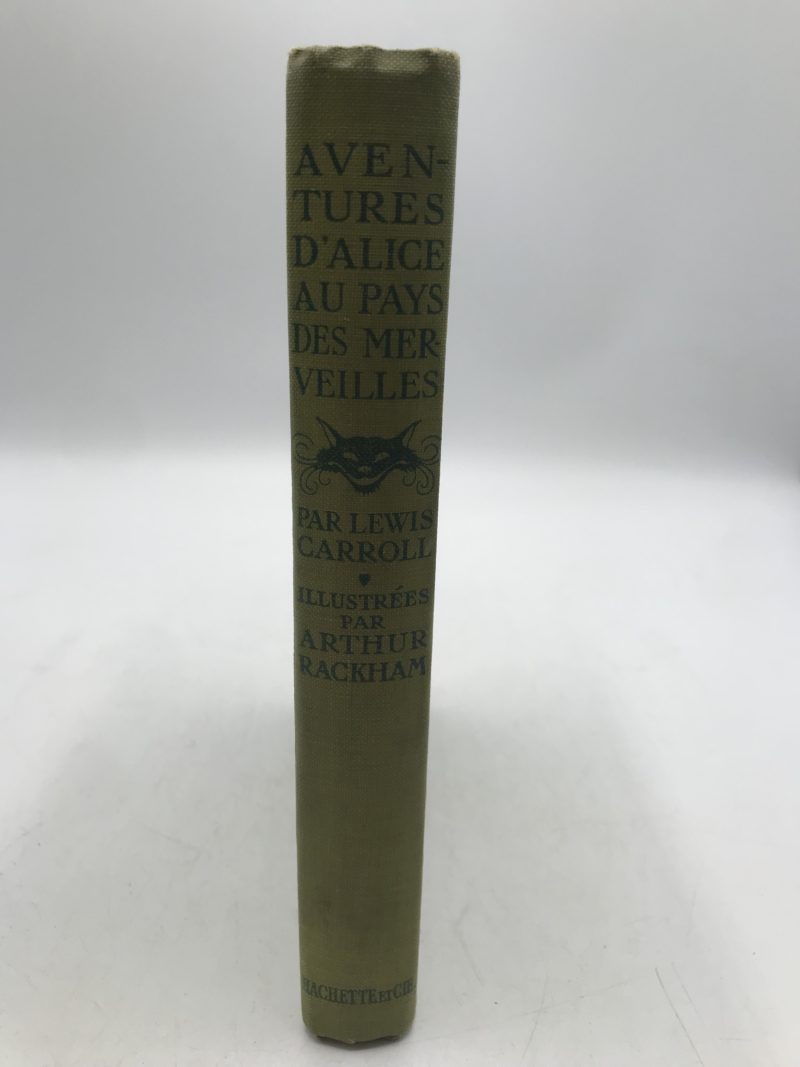 AVEN-
TURES
D'ALICE
AU PAYS
DES MER-
VEILLES
PAR LEWIS
CARROLL
ILLUSTRÉES
PAR
ARTHUR
RACKHAM
HACHETTE ET CIE